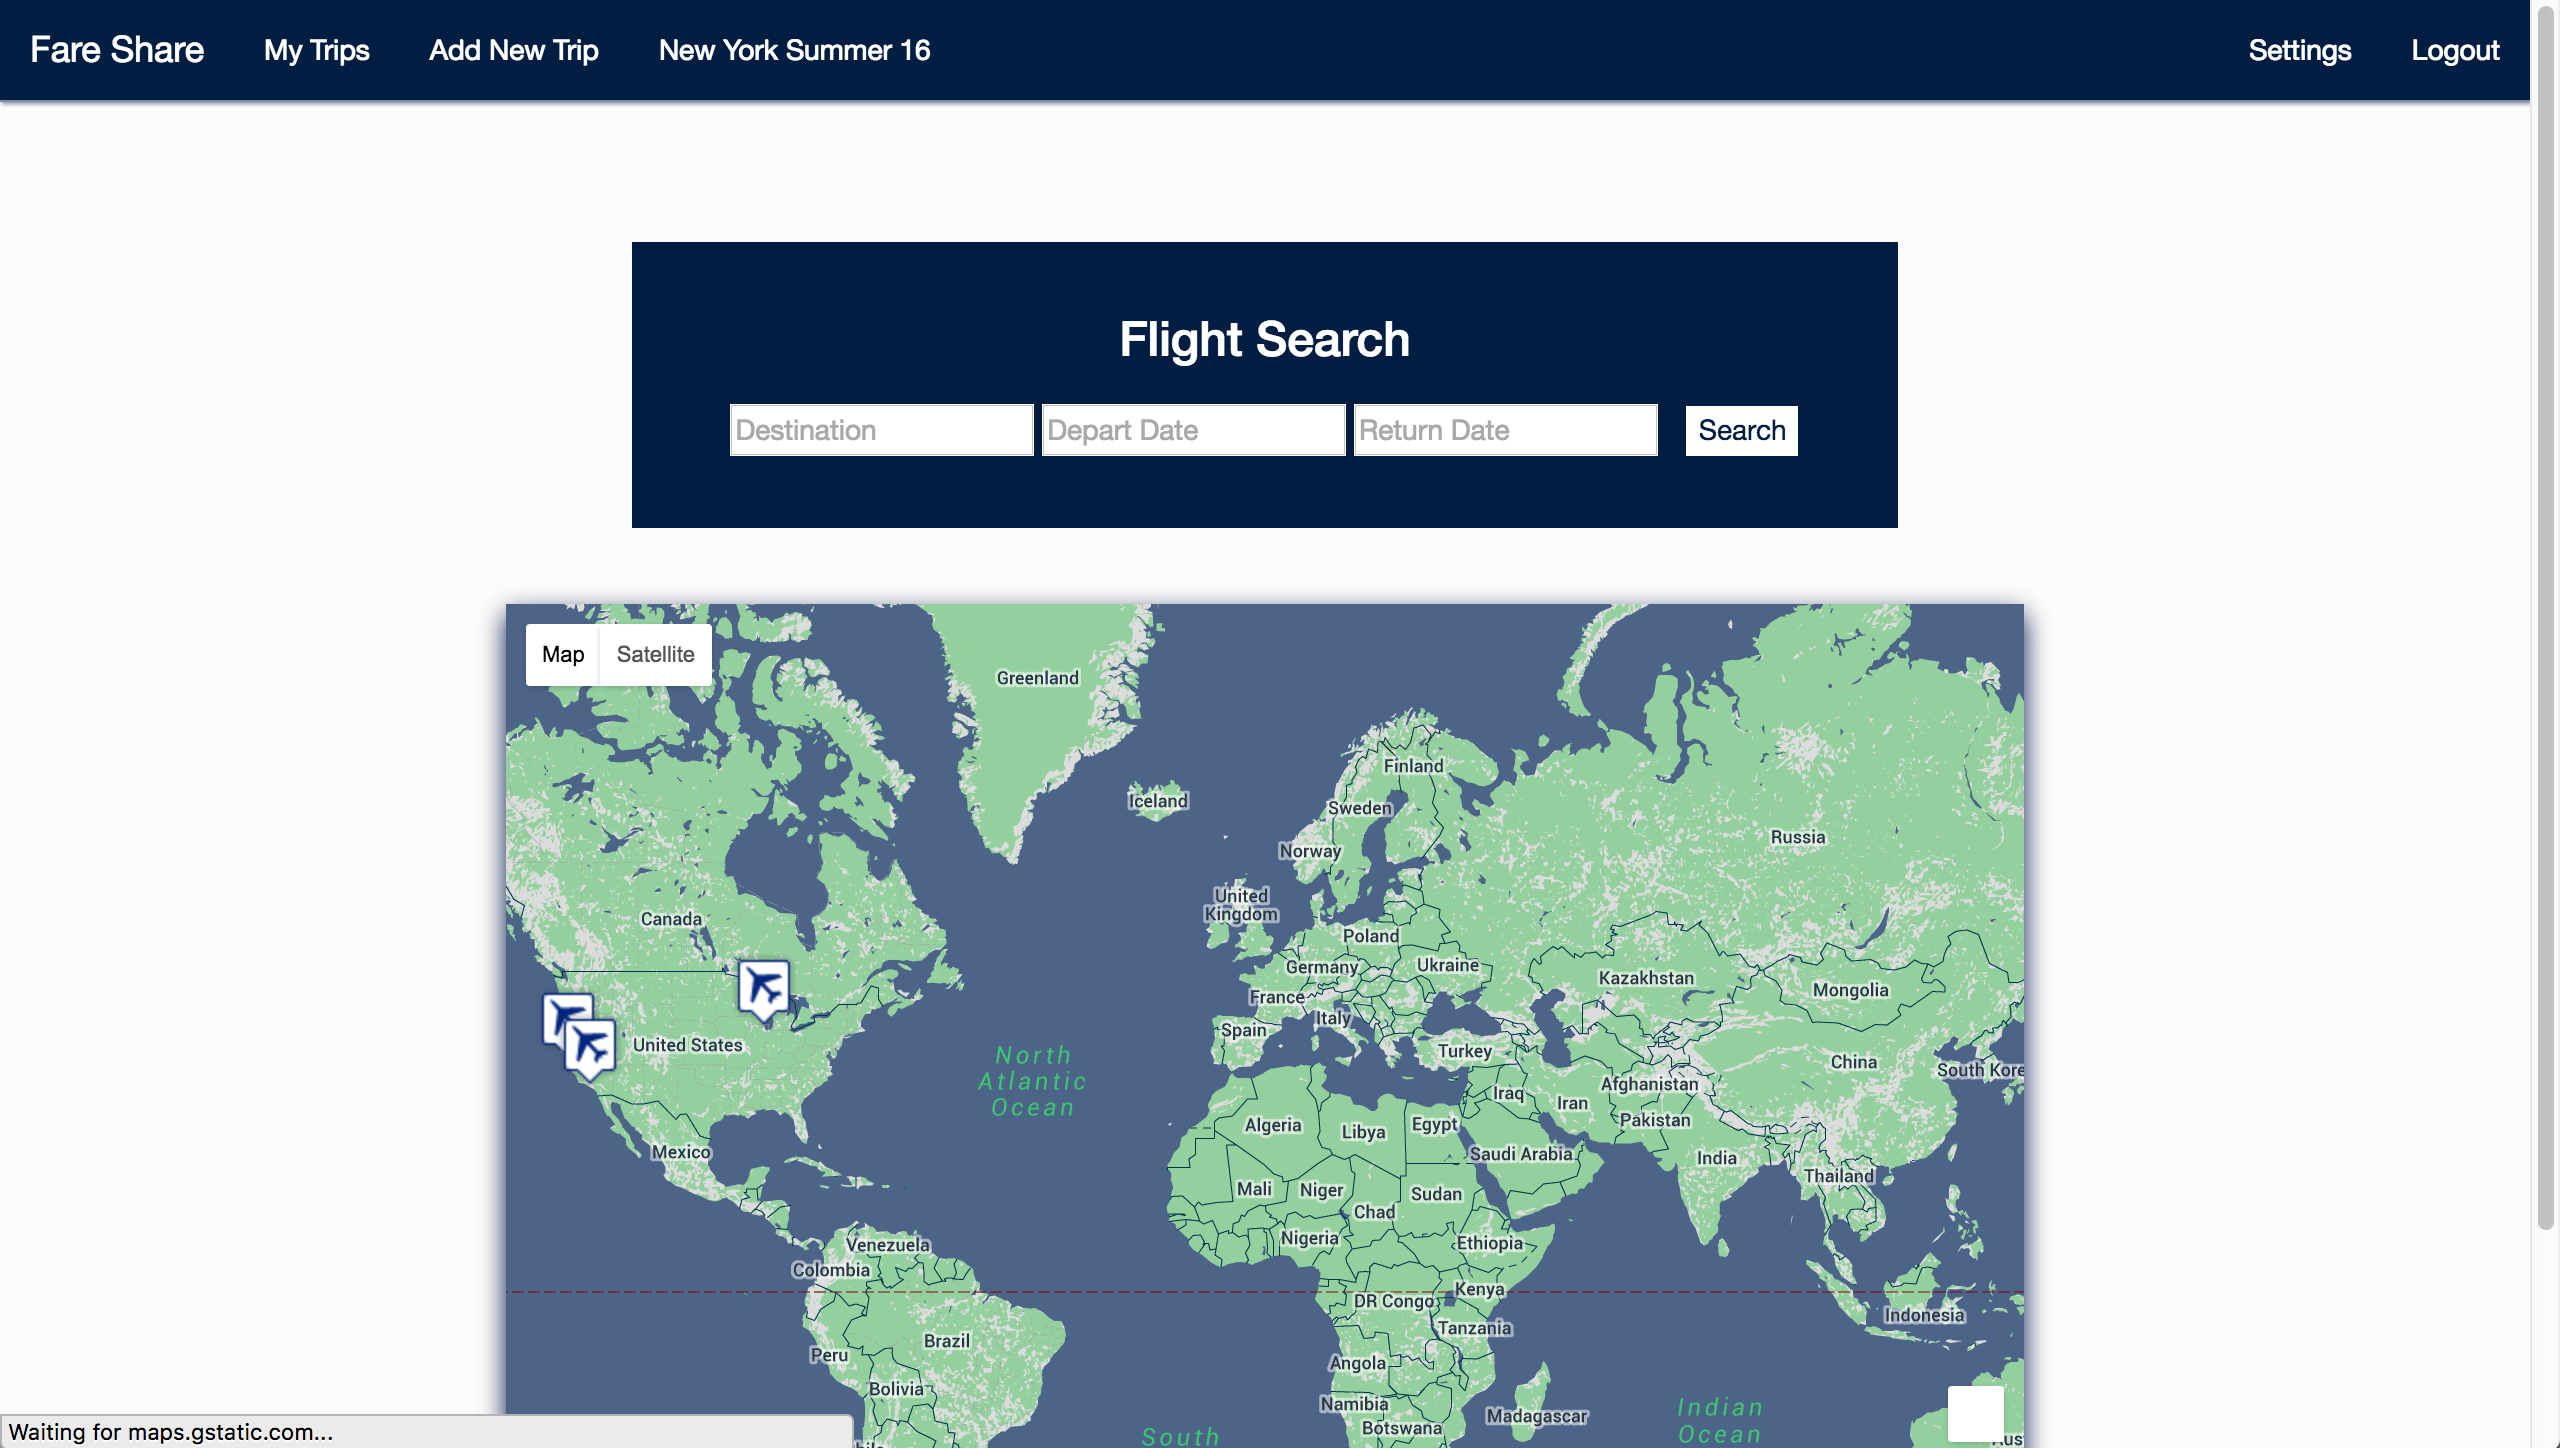 Fare Share My Trips Add New Trip New York Summer 16 Settings Logout
Flight Search
Destination Depart Date Return Date Search
Map Satellite
Greenland
Finland
Iceland
Sweden
Russia
Norway
United
Kingdom
Canada
Poland
Ukraine
Germany
Kazakhstan
Mongolia
France
Italy
Spain
United States
Turkey
North
Atlantic
Ocean
China
South Kore
Afghanistan
Iraq
Iran
Pakistan
Algeria
Libya
Egypt
Mexico
Saudi Arabia
India
Thailand
Mali
Niger
Sudan
Chad
Nigeria
Ethiopia
Venezuela
Colombia
Kenya
DR Congo
Indonesia
Tanzania
Brazil
Peru
Angola
Bolivia
Namibia
Madagascar
Botswana
Indian
Ocean
South
Aus
Waiting for maps.gstatic.com...